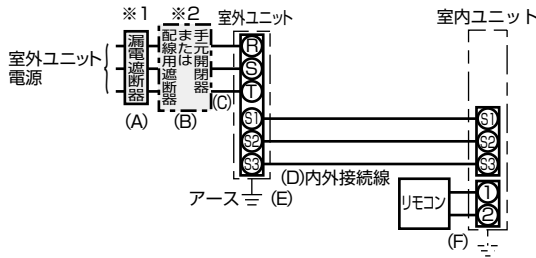 ※1
※2
室外ユニット
室内ユニット
室外ユニット
電源
漏電遮断器
手元開閉器
または
配線用遮断器
(A)
(B)
(C)
R
S
T
S1
S2
S3
S1
S2
S3
(D)内外接続線
アース
(E)
リモコン
1
2
(F)